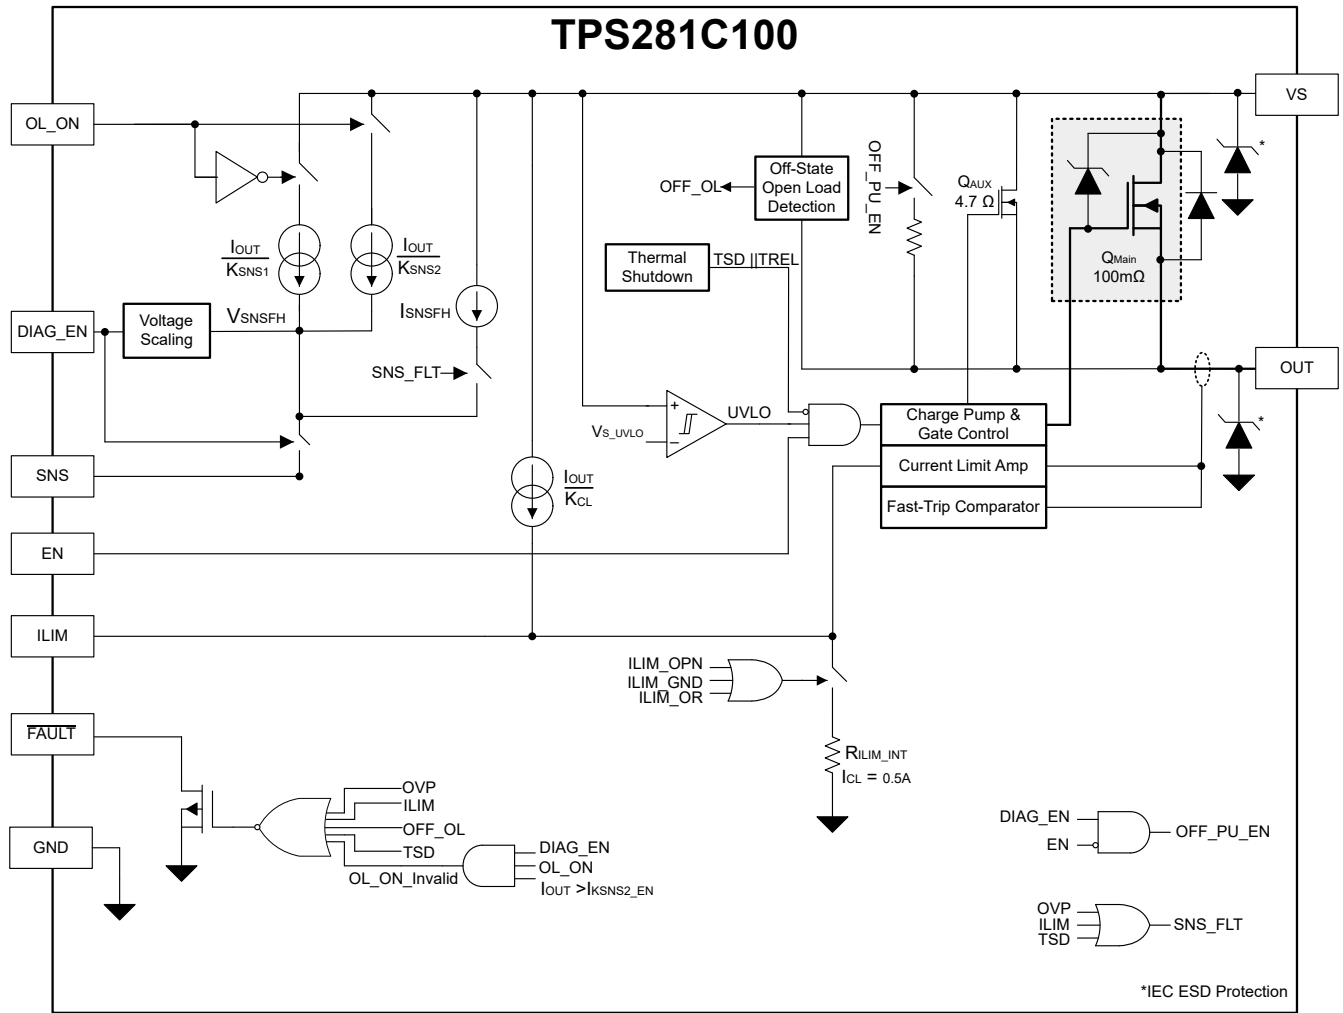 TPS281C100
VS
OL_ON
OFF_PU_EN
Off-State
Open Load
Detection
OFF_OL
QAUX
4.7 Ω
*
IOUT
KSNS1
IOUT
KSNS2
Thermal
Shutdown
TSD ||TREL
QMain
100mΩ
DIAG_EN
Voltage
Scaling
VSNSFH
ISNSFH
SNS_FLT
OUT
UVLO
VS_UVLO
+
−
Charge Pump &
Gate Control
Current Limit Amp
Fast-Trip Comparator
*
SNS
IOUT
KCL
EN
ILIM
ILIM_OPN
ILIM_GND
ILIM_OR
FAULT
RILIM_INT
ICL = 0.5A
OVP
ILIM
OFF_OL
TSD
OL_ON_Invalid
DIAG_EN
OL_ON
IOUT >IKSNS2_EN
GND
DIAG_EN
EN
OFF_PU_EN
OVP
ILIM
TSD
SNS_FLT
*IEC ESD Protection